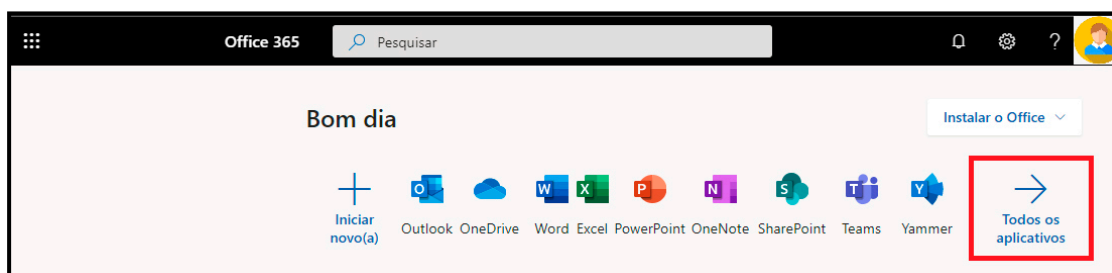 Office 365 Pesquisar ?
Bom dia
Instalar o Office
Iniciar
novo(a)
Outlook OneDrive Word Excel PowerPoint OneNote SharePoint Teams Yammer
Todos os
aplicativos